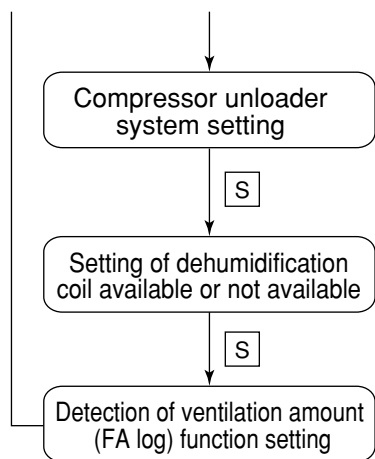 Compressor unloader
system setting
S
Setting of dehumidification
coil available or not available
S
Detection of ventilation amount
(FA log) function setting